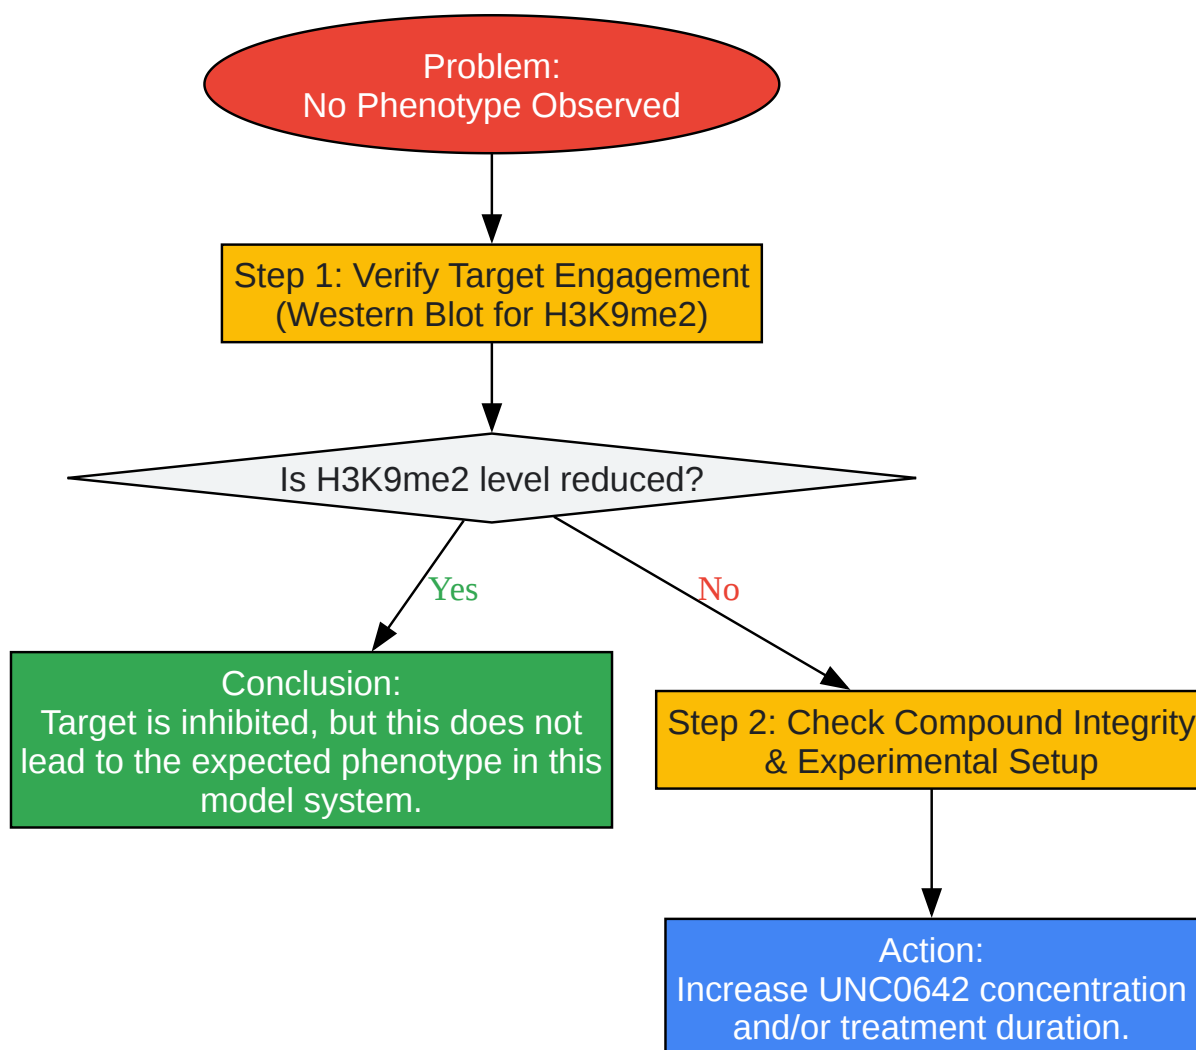 Problem:
No Phenotype Observed
Step 1: Verify Target Engagement
(Western Blot for H3K9me2)
Is H3K9me2 level reduced?
Yes
No
Conclusion:
Target is inhibited, but this does not
lead to the expected phenotype in this
model system.
Step 2: Check Compound Integrity
& Experimental Setup
Action:
Increase UNC0642 concentration
and/or treatment duration.